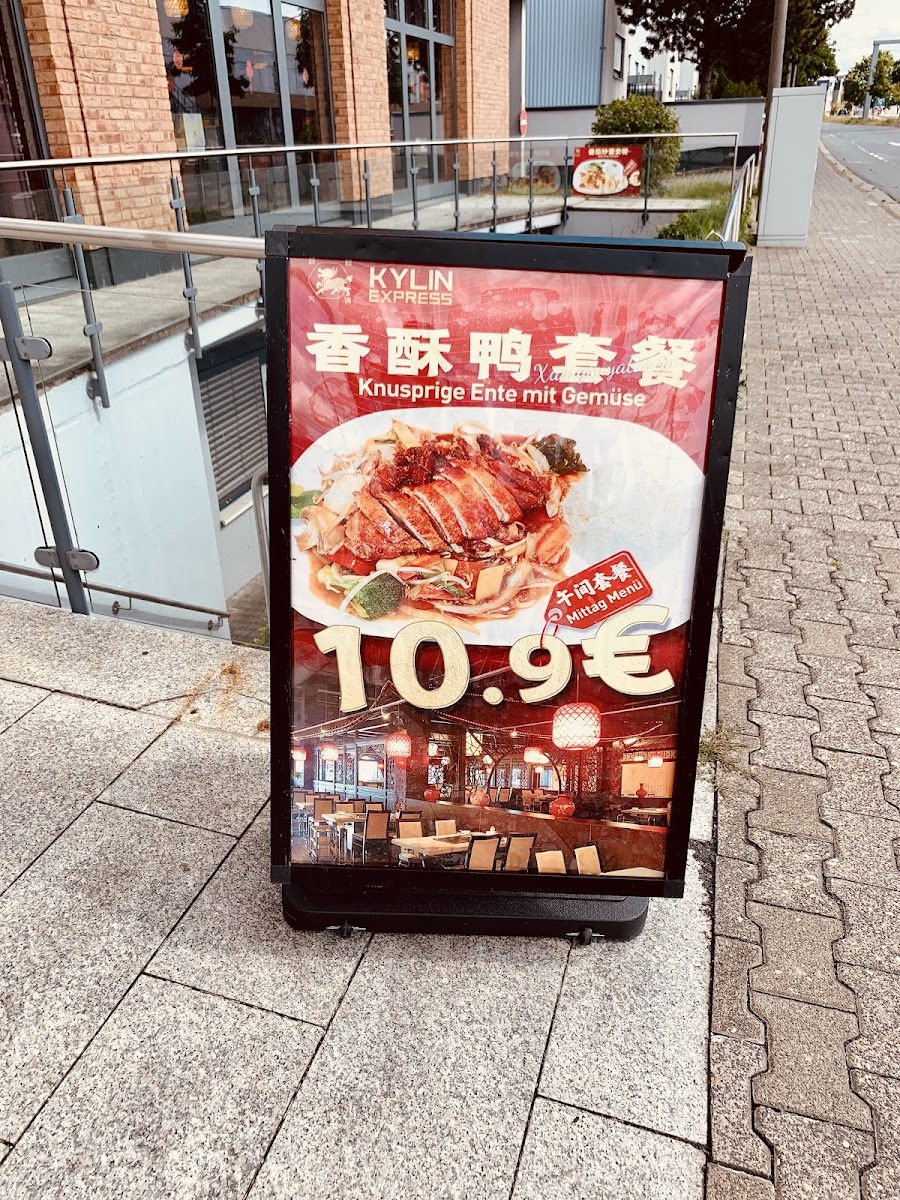 KYLIN
EXPRESS
香酥鸭套餐
Knusprige Ente mit Gemüse
午间套餐
Mittag Menü
10.9€